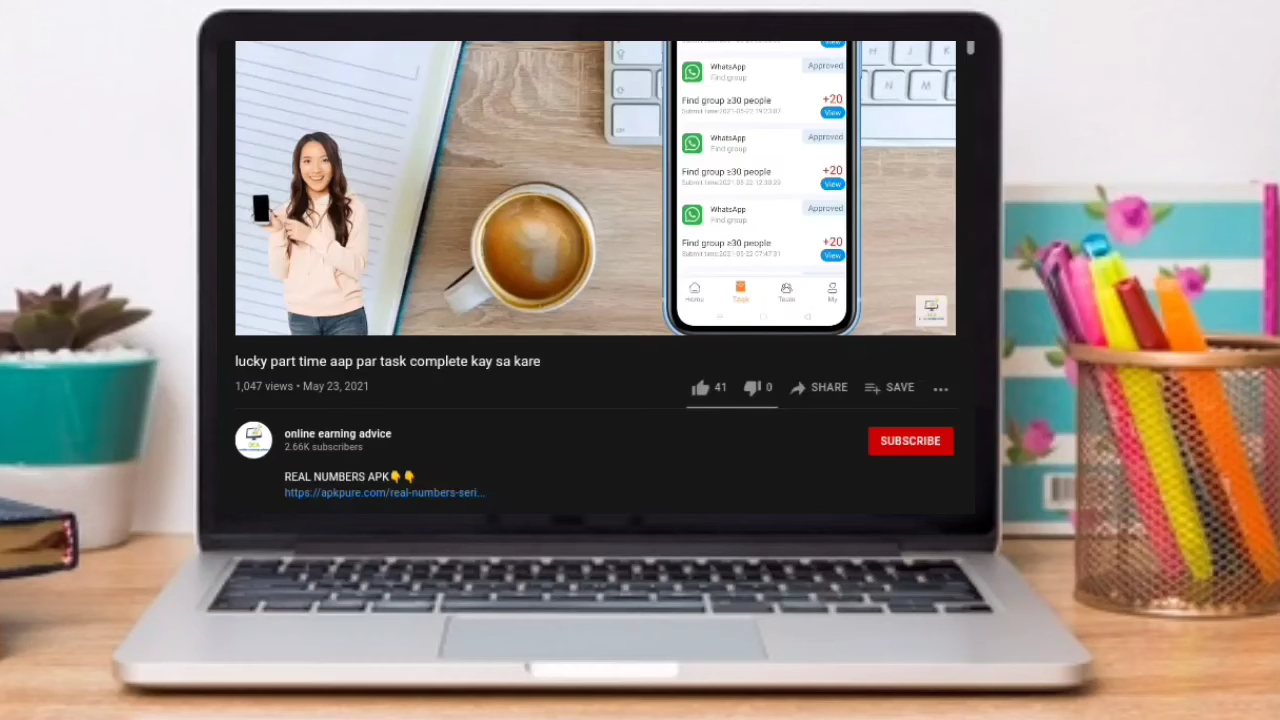 View
WhatsApp
Approved
Find group
Find group ≥30 people
+20
View
WhatsApp
Approved
Find group
Find group ≥30 people
+20
View
WhatsApp
Approved
Find group
Find group ≥30 people
+20
View
Home
Task
Team
My
H J K
N M
lucky part time aap par task complete kay sa kare
1,047 views • May 23, 2021
41
0
SHARE
SAVE
online earning advice
2.66K subscribers
SUBSCRIBE
REAL NUMBERS APK👇👇
https://apkpure.com/real-numbers-seri...